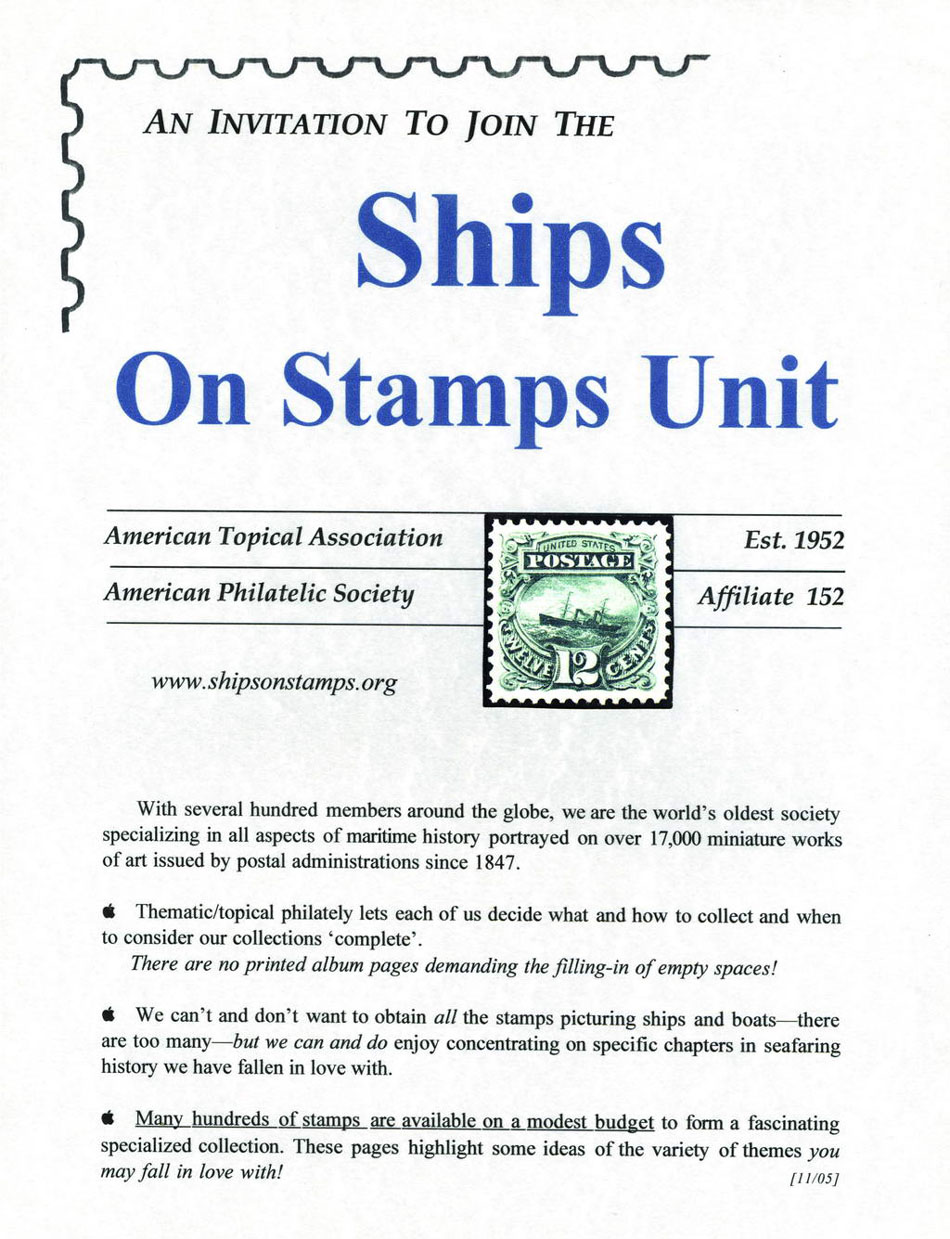 AN INVITATION TO JOIN THE
Ships
On Stamps Unit
American Topical Association
Est. 1952
American Philatelic Society
Affiliate 152
UNITED STATES
POSTAGE
TWELVE 12 CENTS
www.shipsonstamps.org
With several hundred members around the globe, we are the world's oldest society
specializing in all aspects of maritime history portrayed on over 17,000 miniature works
of art issued by postal administrations since 1847.
Thematic/topical philately lets each of us decide what and how to collect and when
to consider our collections ‘complete’.
There are no printed album pages demanding the filling-in of empty spaces!
We can't and don't want to obtain all the stamps picturing ships and boats—there
are too many—but we can and do enjoy concentrating on specific chapters in seafaring
history we have fallen in love with.
Many hundreds of stamps are available on a modest budget to form a fascinating
specialized collection. These pages highlight some ideas of the variety of themes you
may fall in love with!
[11/05]